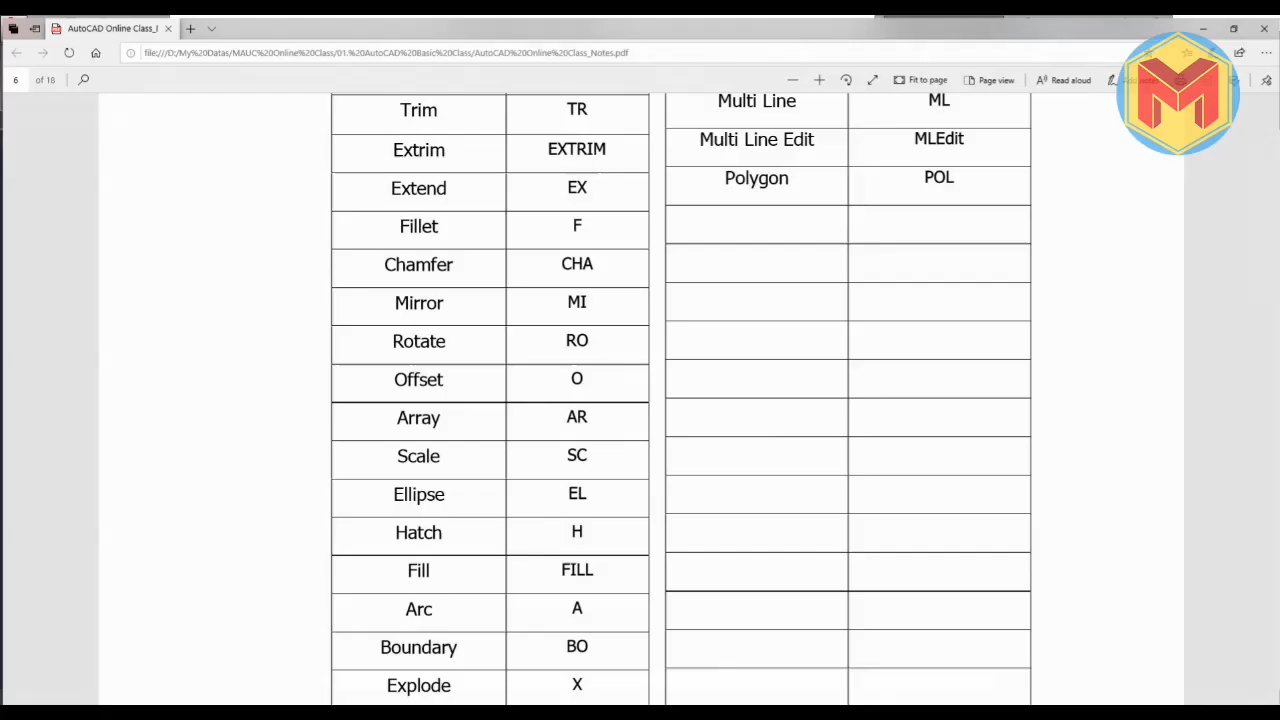 AutoCAD Online Class_
file:///D:/My%20Datas/MAUC%20Online%20Class/01.%20AutoCAD%20Basic%20Class/AutoCAD%20Online%20Class_Notes.pdf
6 of 18 Fit to page Page view Read aloud
Trim TR
Extrim EXTRIM
Extend EX
Fillet F
Chamfer CHA
Mirror MI
Rotate RO
Offset O
Array AR
Scale SC
Ellipse EL
Hatch H
Fill FILL
Arc A
Boundary BO
Explode X
Multi Line ML
Multi Line Edit MLEdit
Polygon POL
M